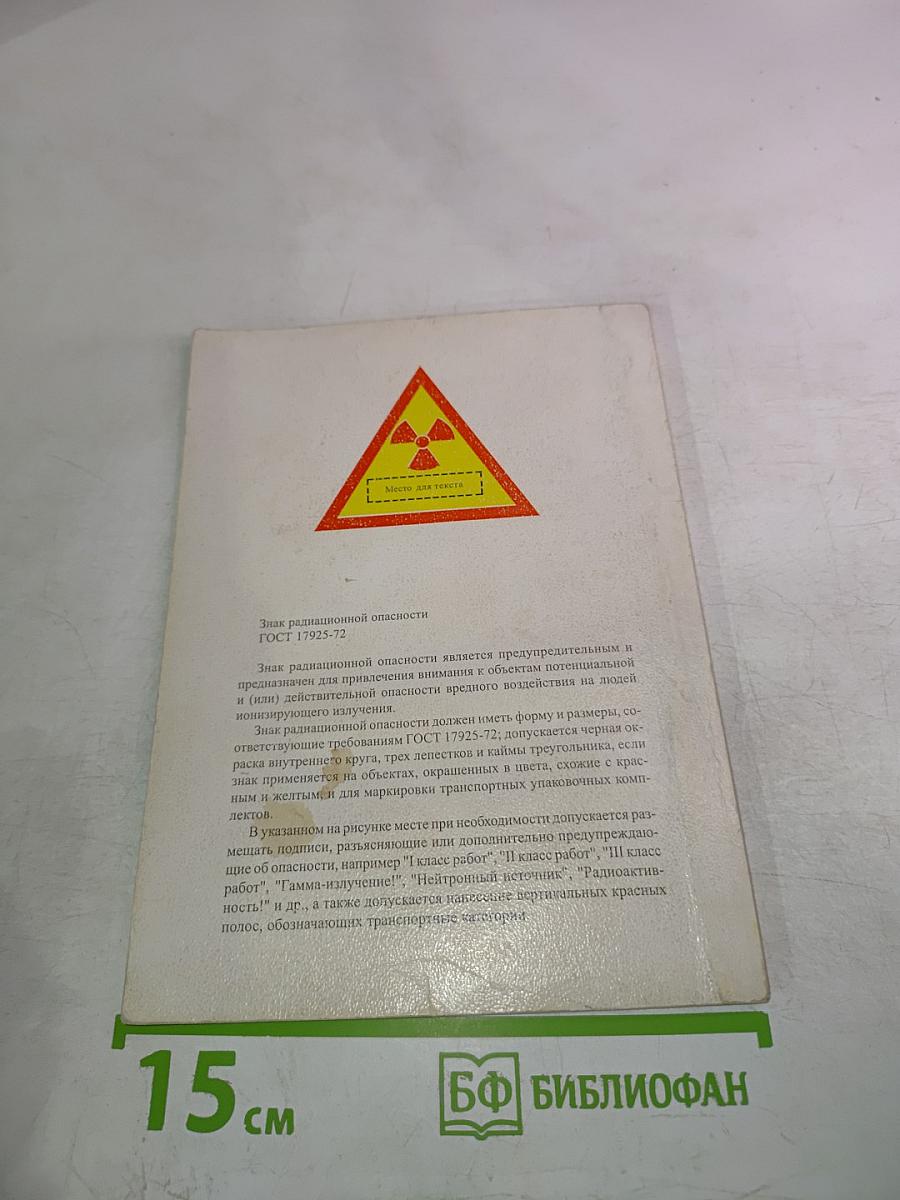 Место для текста
Знак радиационной опасности
ГОСТ 17925-72
Знак радиационной опасности является предупредительным и
предназначен для привлечения внимания к объектам потенциальной
и (или) действительной опасности вредного воздействия на людей
ионизирующего излучения.
Знак радиационной опасности должен иметь форму и размеры, со-
ответствующие требованиям ГОСТ 17925-72; допускается черная ок-
раска внутреннего круга, трех лепестков и каймы треугольника, если
знак применяется на объектах, окрашенных в цвета, схожие с крас-
ным и желтым, и для маркировки транспортных упаковочных комп-
лектов.
В указанном на рисунке месте при необходимости допускается раз-
мещать подписи, разъясняющие или дополнительно предупреждаю-
щие об опасности, например "I класс работ", "II класс работ", "III класс
работ", "Гамма-излучение!", "Нейтронный источник", "Радиоактив-
ность!" и др., а также допускается нанесение вертикальных красных
полос, обозначающих транспортные категории.
15 см
БФ БИБЛИОФАН